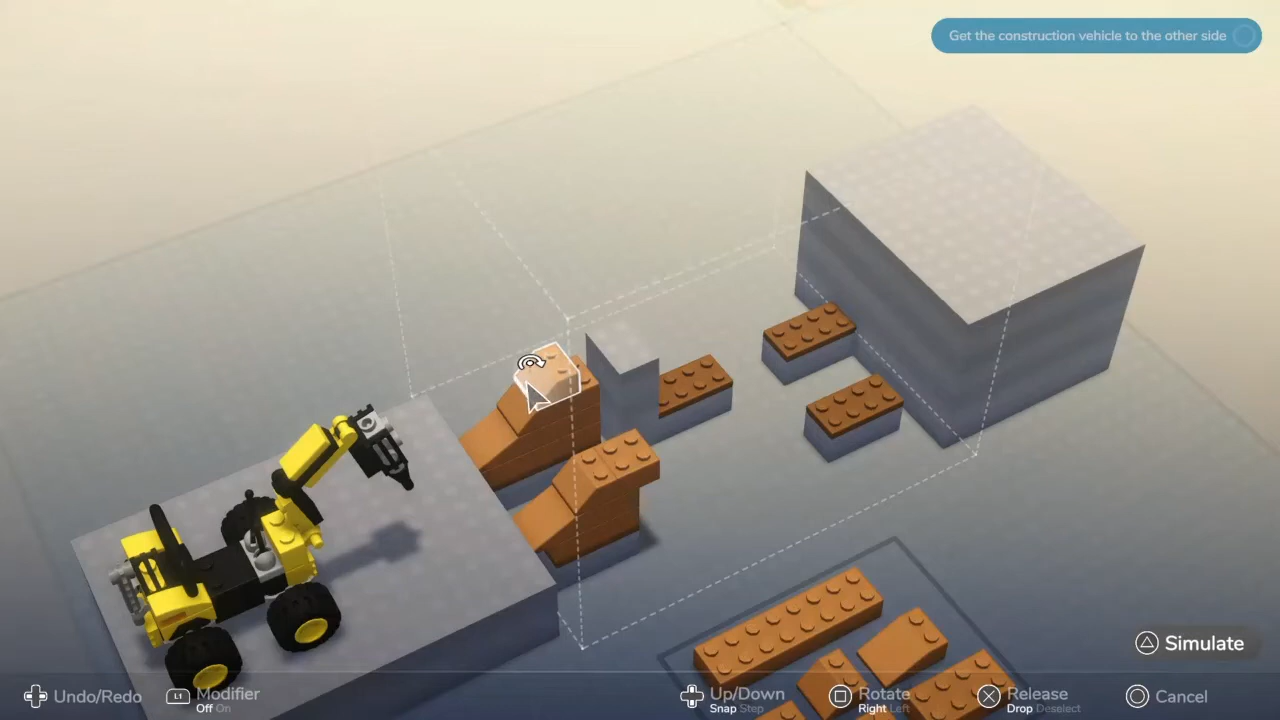 Get the construction vehicle to the other side
Simulate
Undo/Redo
L1
Modifier
Off On
Up/Down
Snap Step
Rotate
Right Left
Release
Drop Deselect
Cancel